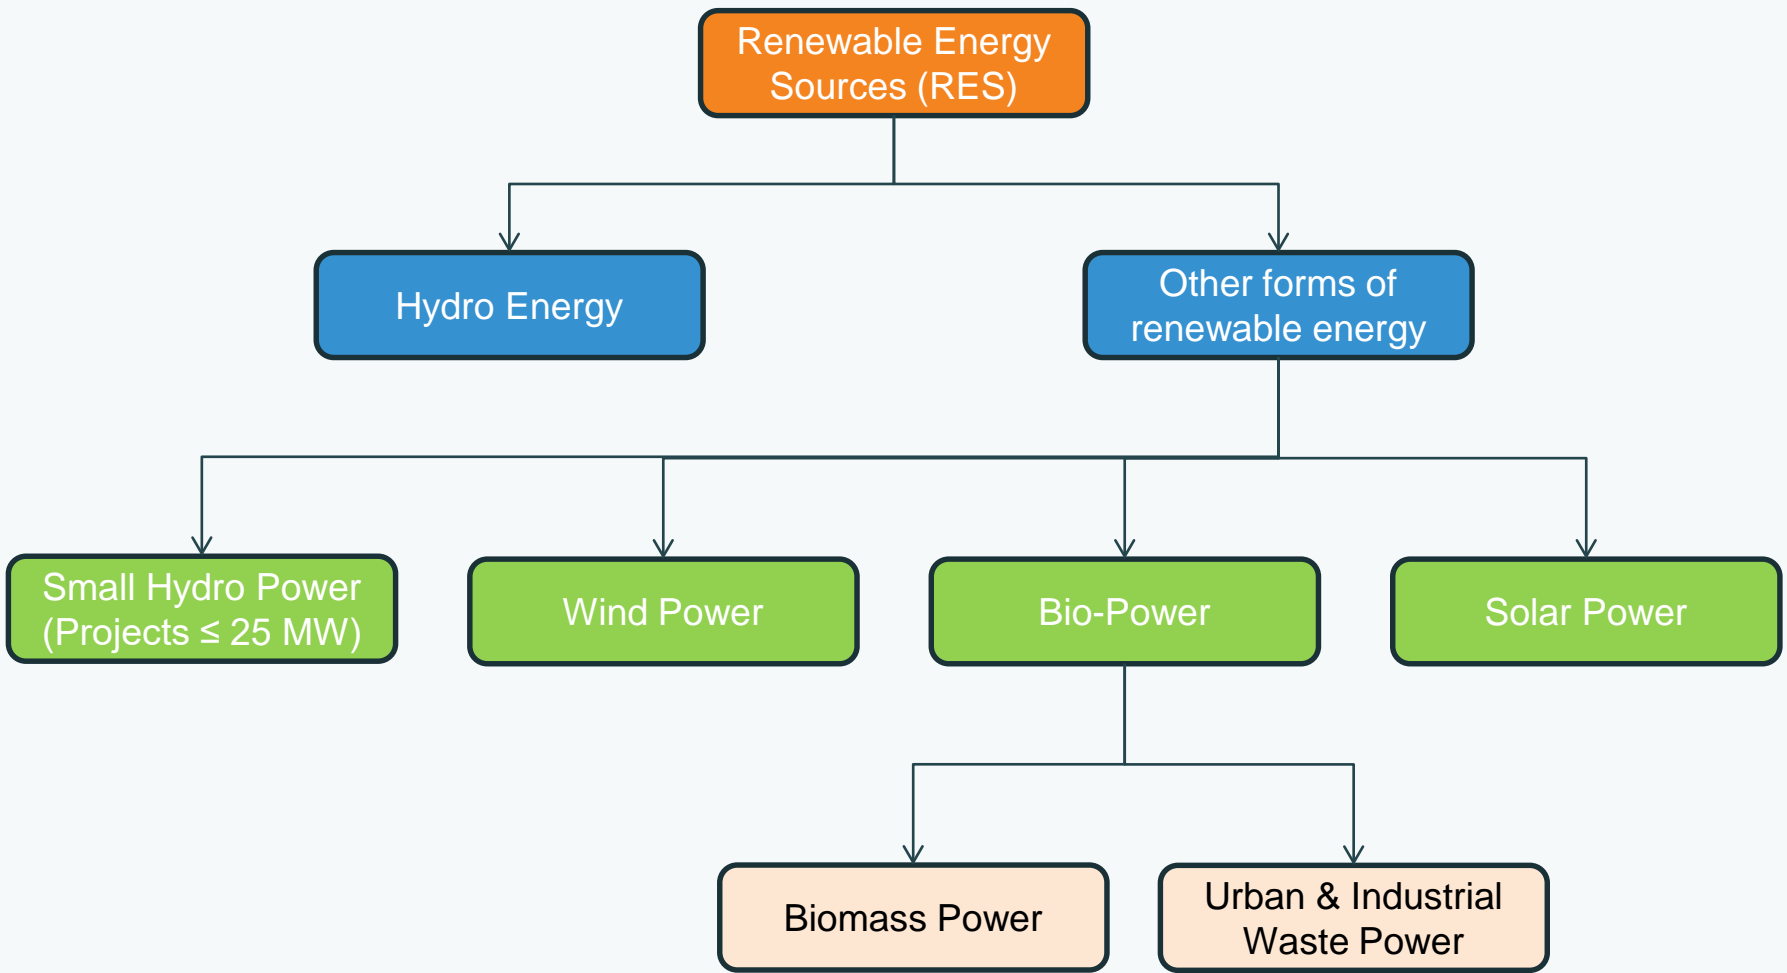 Renewable Energy
Sources (RES)
Hydro Energy
Other forms of
renewable energy
Small Hydro Power
(Projects ≤ 25 MW)
Wind Power
Bio-Power
Solar Power
Biomass Power
Urban & Industrial
Waste Power